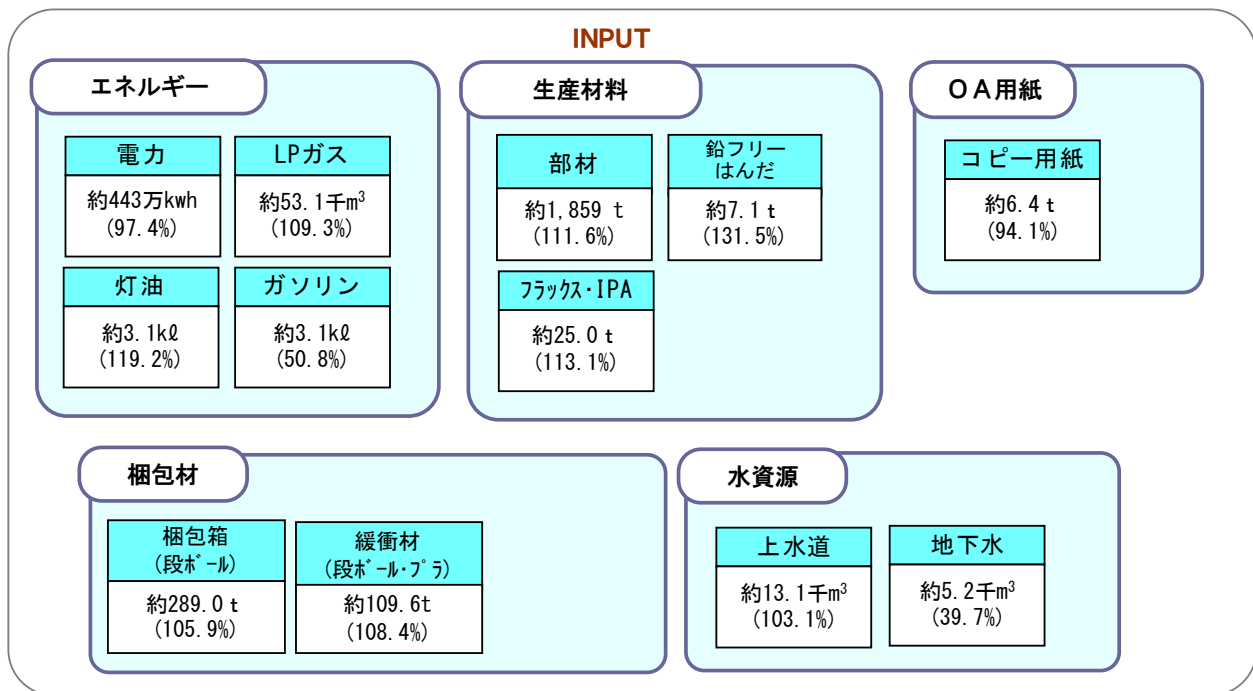 INPUT
エネルギー
電力
約443万kwh
(97.4%)
LPガス
約53.1千m³
(109.3%)
灯油
約3.1kℓ
(119.2%)
ガソリン
約3.1kℓ
(50.8%)
生産材料
部材
約1,859 t
(111.6%)
鉛フリー
はんだ
約7.1 t
(131.5%)
フラックス・IPA
約25.0 t
(113.1%)
OA用紙
コピー用紙
約6.4 t
(94.1%)
梱包材
梱包箱
(段ボール)
約289.0 t
(105.9%)
緩衝材
(段ボール・プラ)
約109.6t
(108.4%)
水資源
上水道
約13.1千m³
(103.1%)
地下水
約5.2千m³
(39.7%)